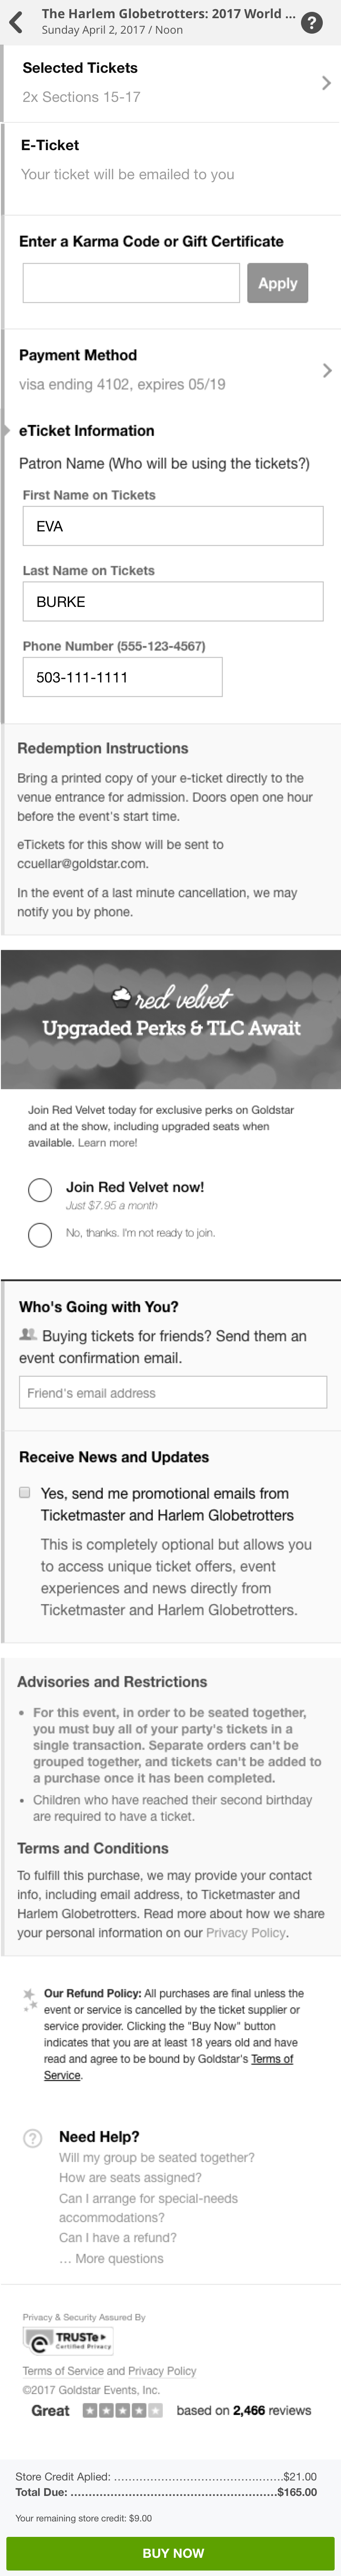 The Harlem Globetrotters: 2017 World ...
Sunday April 2, 2017 / Noon
?
Selected Tickets
2x Sections 15-17
E-Ticket
Your ticket will be emailed to you
Enter a Karma Code or Gift Certificate
Apply
Payment Method
visa ending 4102, expires 05/19
eTicket Information
Patron Name (Who will be using the tickets?)
First Name on Tickets
EVA
Last Name on Tickets
BURKE
Phone Number (555-123-4567)
503-111-1111
Redemption Instructions
Bring a printed copy of your e-ticket directly to the
venue entrance for admission. Doors open one hour
before the event's start time.
eTickets for this show will be sent to
ccuellar@goldstar.com.
In the event of a last minute cancellation, we may
notify you by phone.
red velvet
Upgraded Perks & TLC Await
Join Red Velvet today for exclusive perks on Goldstar
and at the show, including upgraded seats when
available. Learn more!
Join Red Velvet now!
Just $7.95 a month
No, thanks. I'm not ready to join.
Who's Going with You?
Buying tickets for friends? Send them an
event confirmation email.
Friend's email address
Receive News and Updates
Yes, send me promotional emails from
Ticketmaster and Harlem Globetrotters
This is completely optional but allows you
to access unique ticket offers, event
experiences and news directly from
Ticketmaster and Harlem Globetrotters.
Advisories and Restrictions
• For this event, in order to be seated together,
you must buy all of your party's tickets in a
single transaction. Separate orders can't be
grouped together, and tickets can't be added to
a purchase once it has been completed.
• Children who have reached their second birthday
are required to have a ticket.
Terms and Conditions
To fulfill this purchase, we may provide your contact
info, including email address, to Ticketmaster and
Harlem Globetrotters. Read more about how we share
your personal information on our Privacy Policy.
Our Refund Policy: All purchases are final unless the
event or service is cancelled by the ticket supplier or
service provider. Clicking the "Buy Now" button
indicates that you are at least 18 years old and have
read and agree to be bound by Goldstar's Terms of
Service.
? Need Help?
Will my group be seated together?
How are seats assigned?
Can I arrange for special-needs
accommodations?
Can I have a refund?
... More questions
Privacy & Security Assured By
TRUSTe
Certified Privacy
Terms of Service and Privacy Policy
©2017 Goldstar Events, Inc.
Great based on 2,466 reviews
Store Credit Aplied: ..............................................$21.00
Total Due: ........................................................$165.00
Your remaining store credit: $9.00
BUY NOW